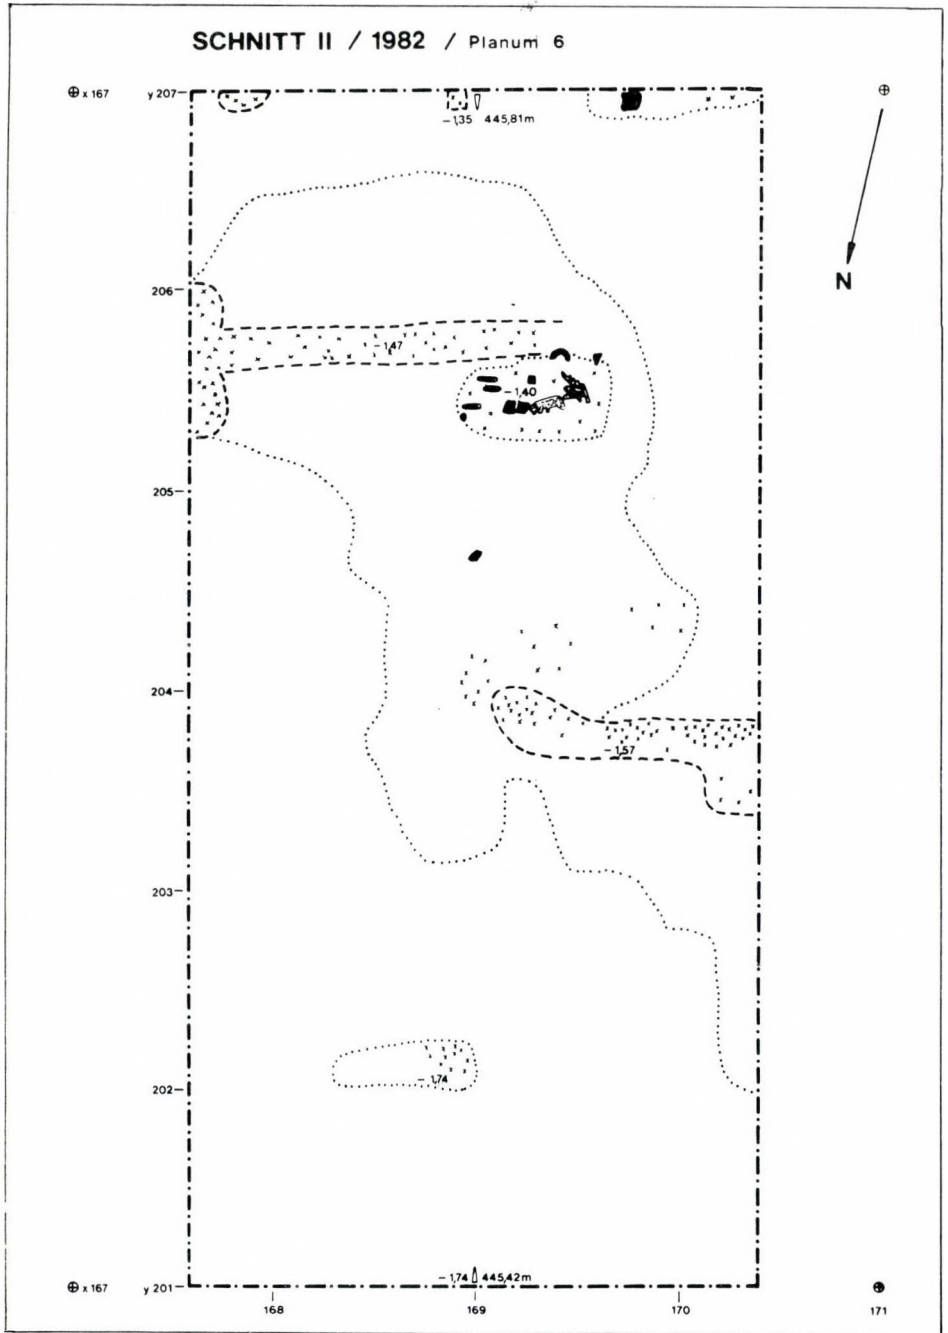 SCHNITT II / 1982 / Planum 6
x 167 y 207
–1,35 445,81m
N
206
–1,47
–1,40
205
204
–1,57
203
–1,74
202
–1,74 445,42m
x 167 y 201
168 169 170 171